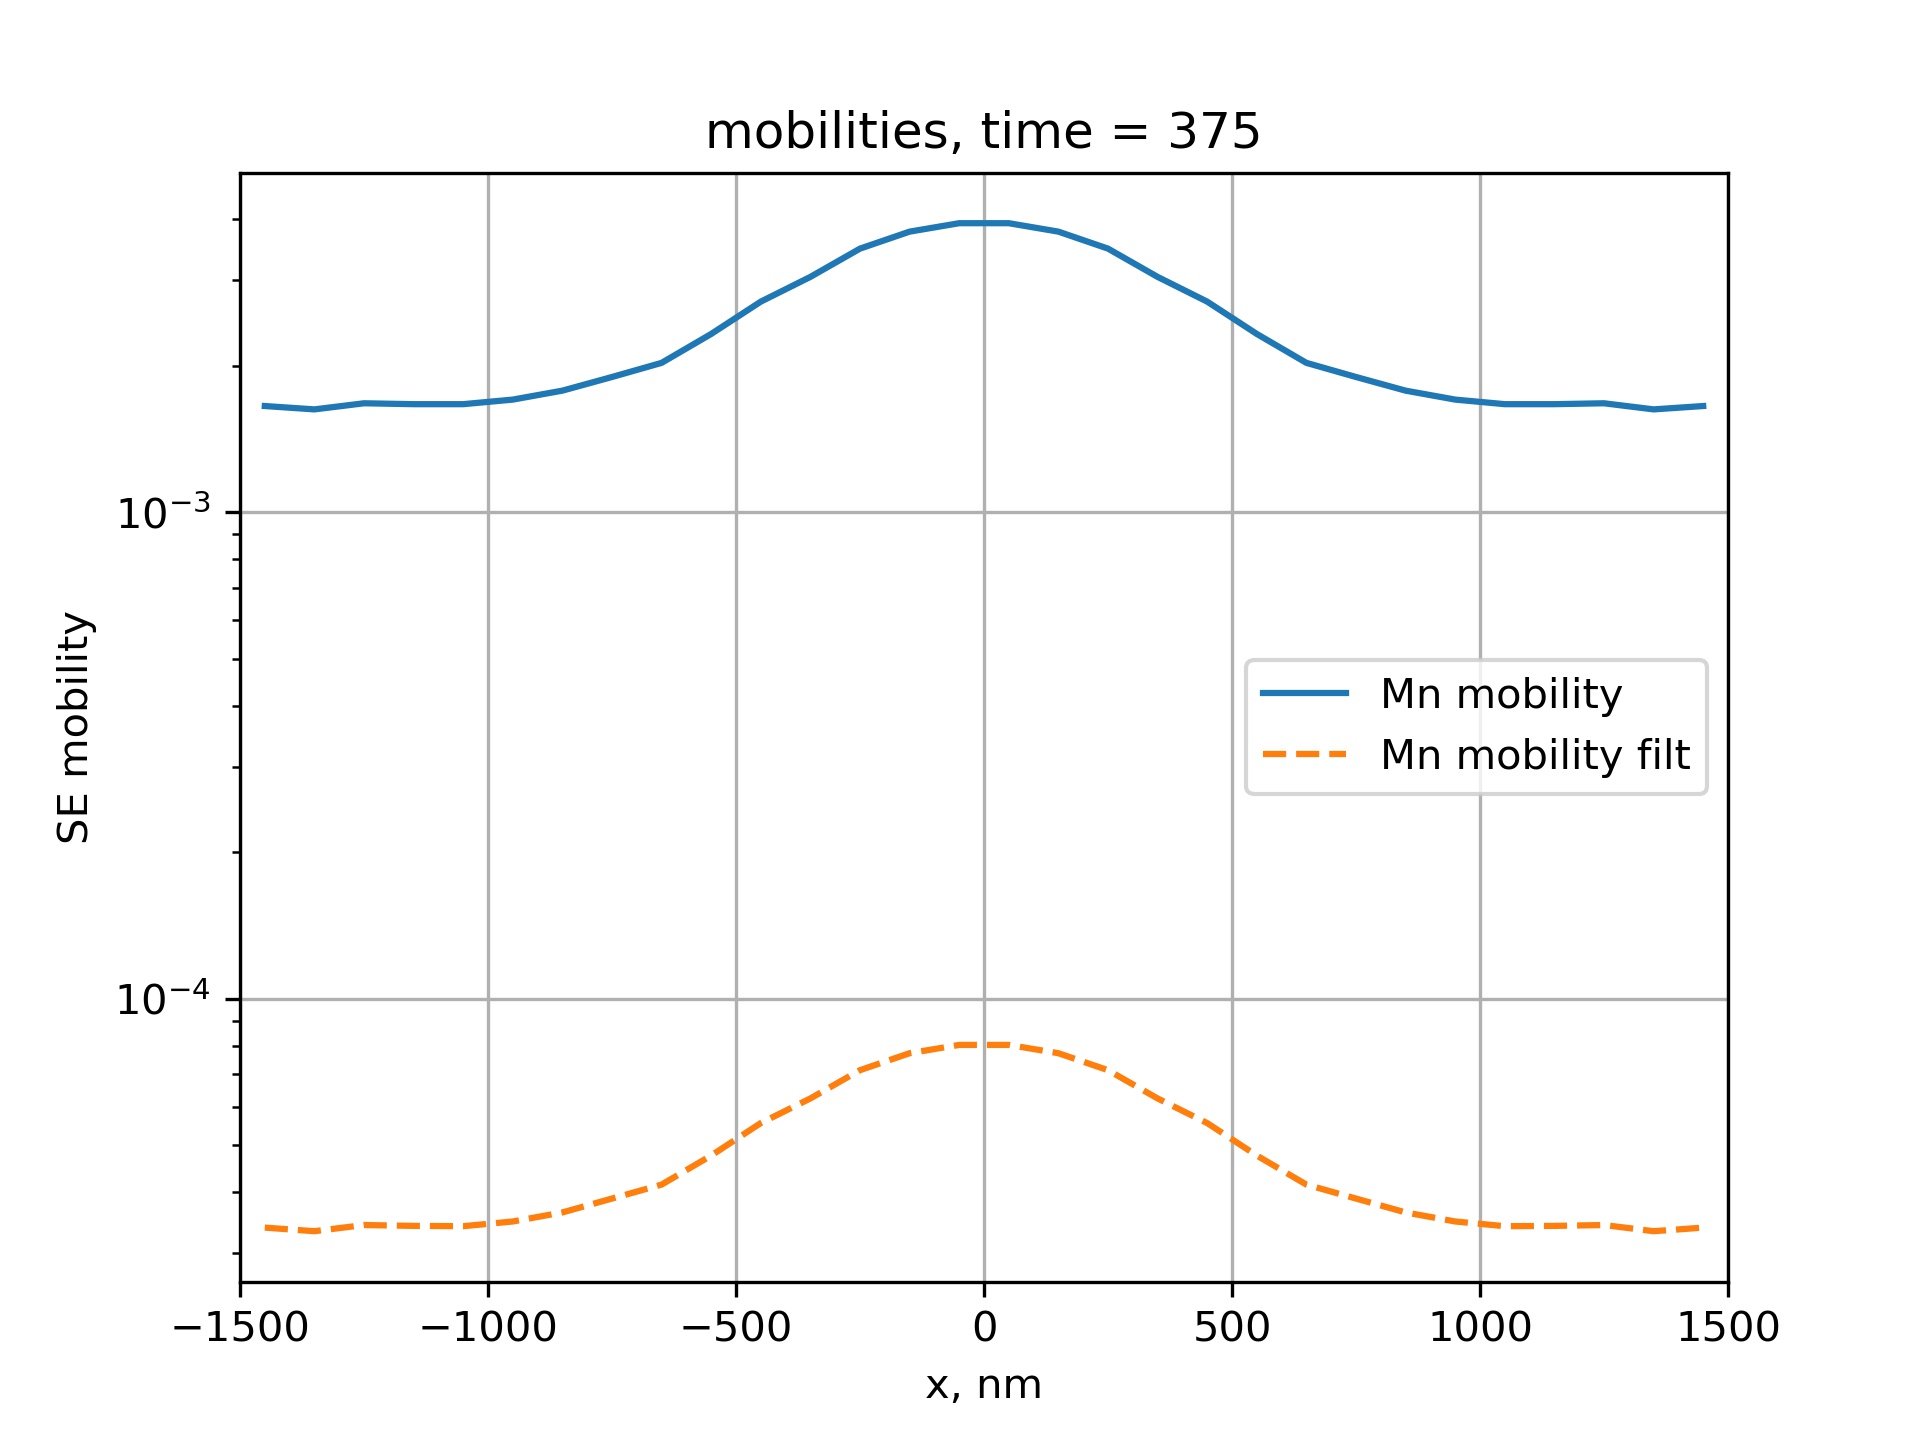 mobilities, time = 375
SE mobility
10⁻³
10⁻⁴
Mn mobility
Mn mobility filt
−1500 −1000 −500 0 500 1000 1500
x, nm